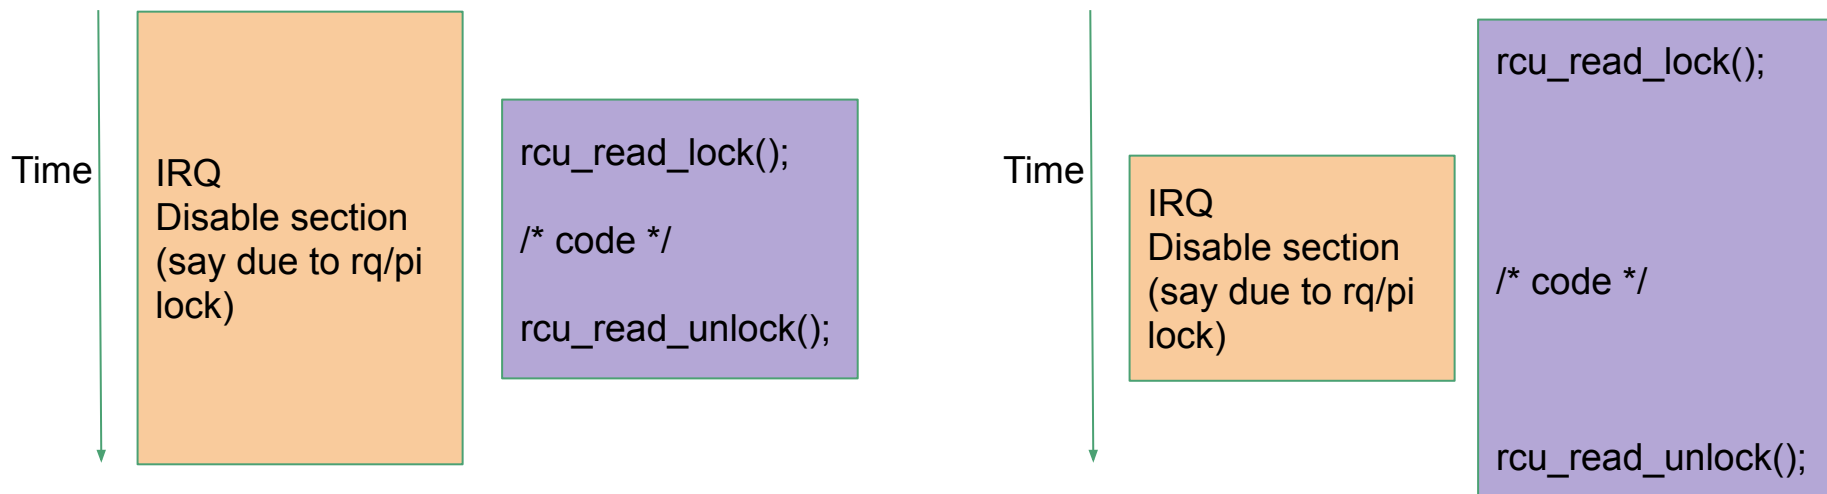 Time
IRQ
Disable section
(say due to rq/pi
lock)
rcu_read_lock();
/* code */
rcu_read_unlock();
Time
IRQ
Disable section
(say due to rq/pi
lock)
rcu_read_lock();
/* code */
rcu_read_unlock();